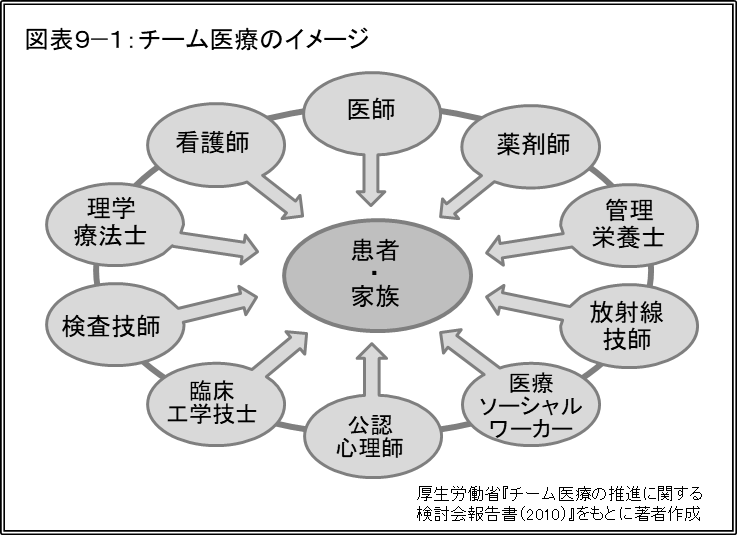 図表９－１：チーム医療のイメージ
医師
看護師
薬剤師
理学
療法士
管理
栄養士
患者
・
家族
検査技師
放射線
技師
臨床
工学技士
医療
ソーシャル
ワーカー
公認
心理師
厚生労働省『チーム医療の推進に関する
検討会報告書（2010）』をもとに著者作成